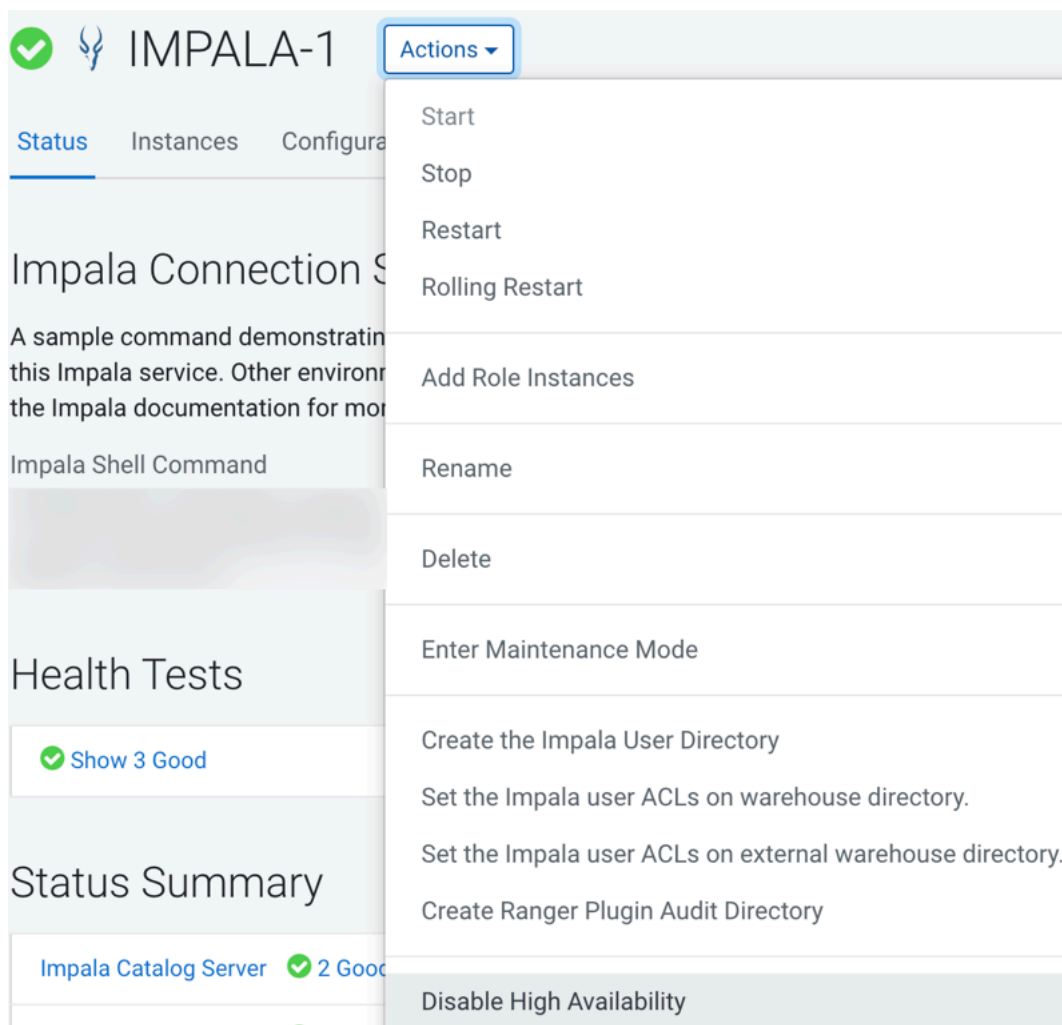 IMPALA-1
Actions
Status Instances Configura
Start
Stop
Restart
Rolling Restart
Add Role Instances
Rename
Delete
Enter Maintenance Mode
Create the Impala User Directory
Set the Impala user ACLs on warehouse directory.
Set the Impala user ACLs on external warehouse directory.
Create Ranger Plugin Audit Directory
Disable High Availability
Impala Connection S
A sample command demonstratin
this Impala service. Other environr
the Impala documentation for mor
Impala Shell Command
Health Tests
Show 3 Good
Status Summary
Impala Catalog Server 2 Good